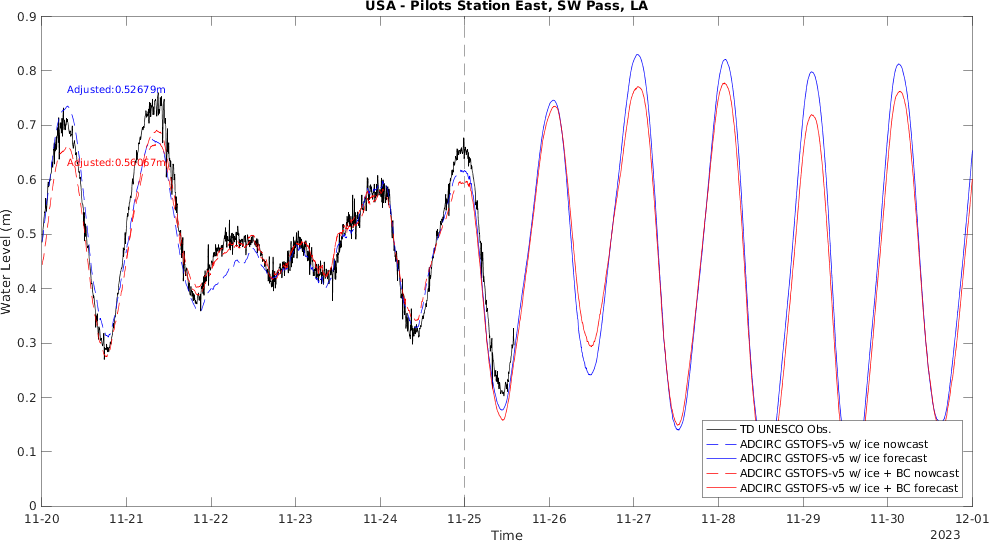 USA - Pilots Station East, SW Pass, LA
0.9
0.8
0.7
0.6
0.5
0.4
0.3
0.2
0.1
0
Water Level (m)
Adjusted:0.52679m
Adjusted:0.56067m
TD UNESCO Obs.
ADCIRC GSTOFS-v5 w/ ice nowcast
ADCIRC GSTOFS-v5 w/ ice forecast
ADCIRC GSTOFS-v5 w/ ice + BC nowcast
ADCIRC GSTOFS-v5 w/ ice + BC forecast
11-20 11-21 11-22 11-23 11-24 11-25 11-26 11-27 11-28 11-29 11-30 12-01
Time
2023